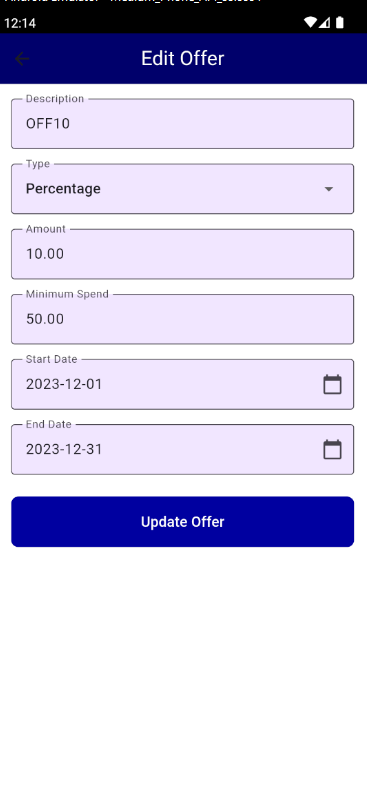 12:14
Edit Offer
Description
OFF10
Type
Percentage
Amount
10.00
Minimum Spend
50.00
Start Date
2023-12-01
End Date
2023-12-31
Update Offer